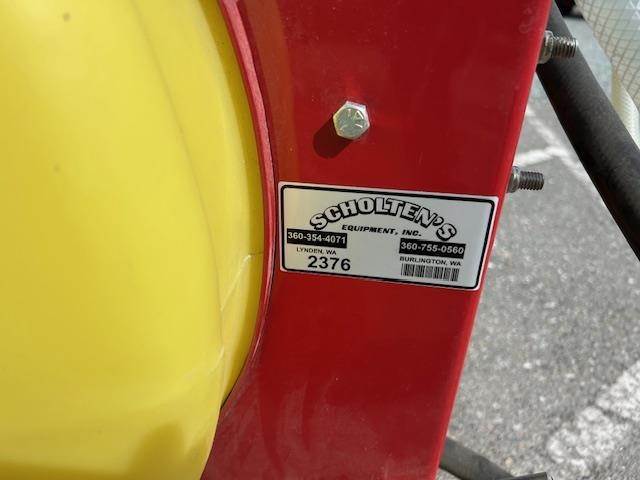 SCHOLTEN'S
EQUIPMENT, INC.
360-354-4071 360-755-0560
LYNDEN, WA BURLINGTON, WA
2376